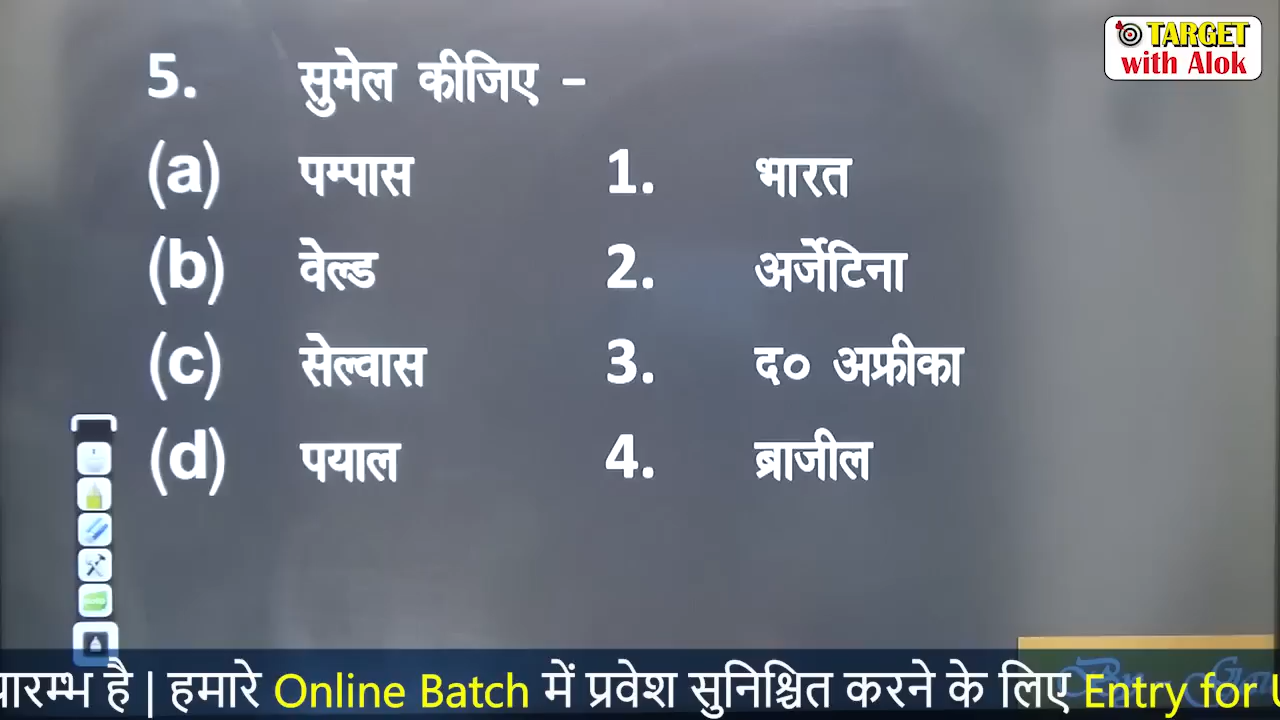 TARGET
with Alok
5. सुमेल कीजिए –
(a) पम्पास 1. भारत
(b) वेल्ड 2. अर्जेटिना
(c) सेल्वास 3. द० अफ्रीका
(d) पयाल 4. ब्राजील
प्रारम्भ है | हमारे Online Batch में प्रवेश सुनिश्चित करने के लिए Entry for